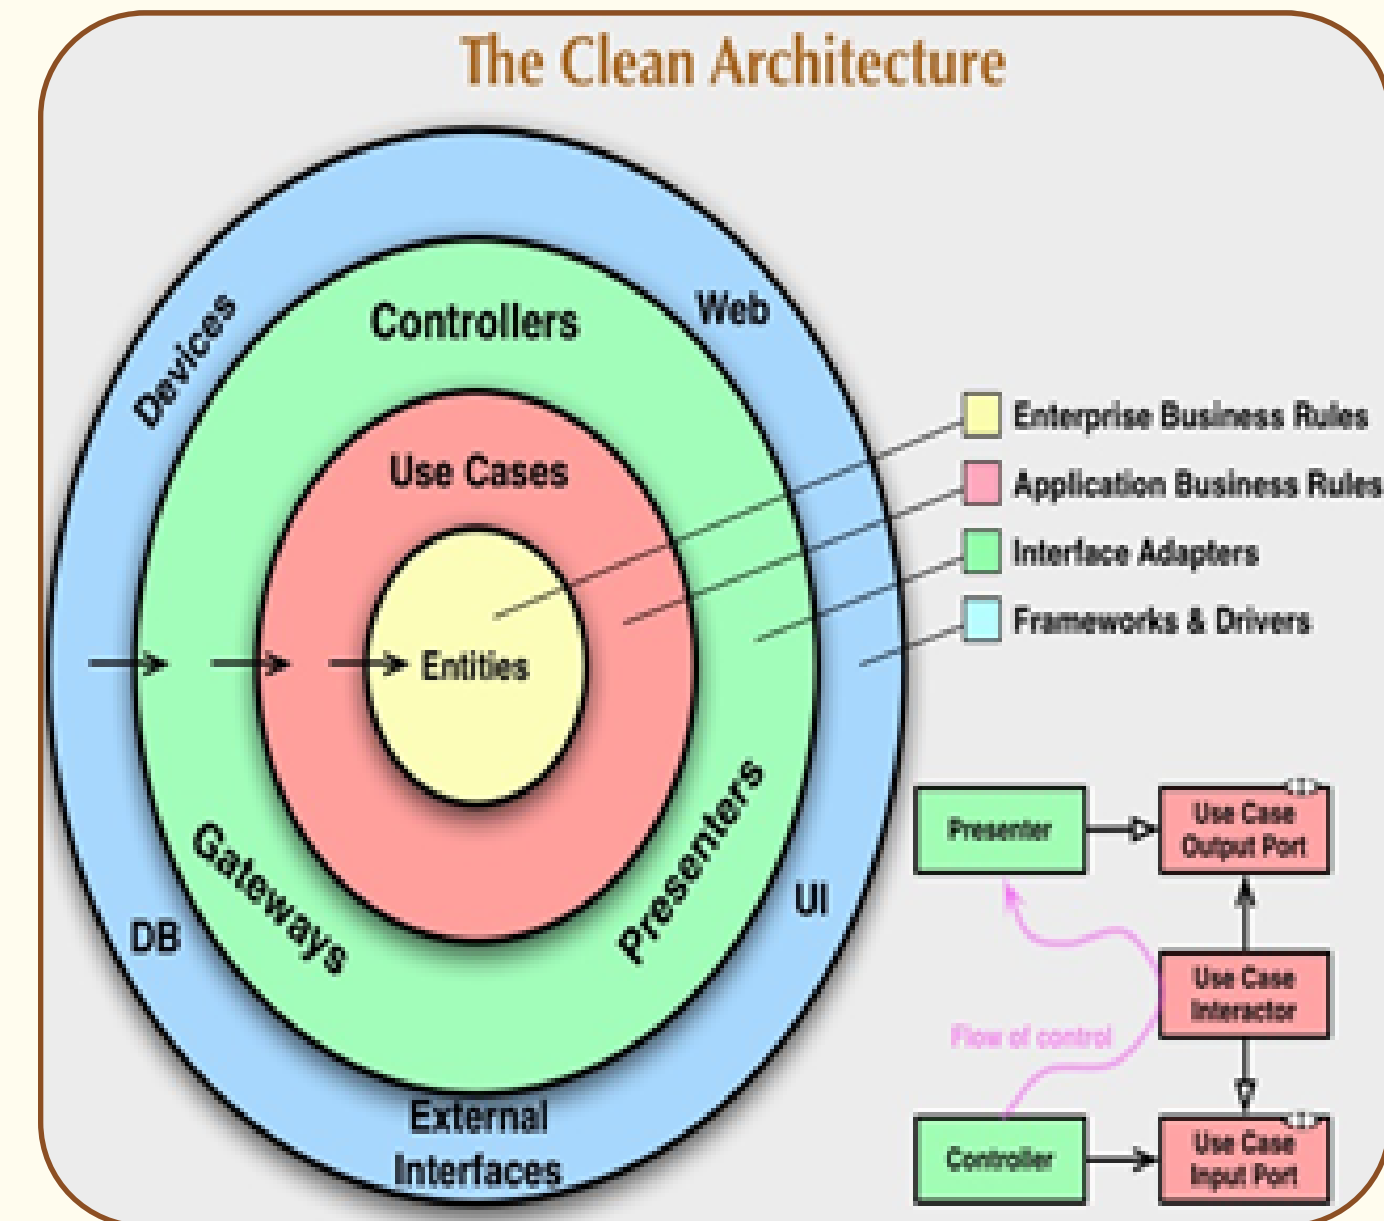 The Clean Architecture
Devices
Web
Controllers
Use Cases
Entities
Gateways
Presenters
DB
UI
External
Interfaces
Enterprise Business Rules
Application Business Rules
Interface Adapters
Frameworks & Drivers
Presenter
Use Case
Output Port
Use Case
Interactor
Flow of control
Controller
Use Case
Input Port